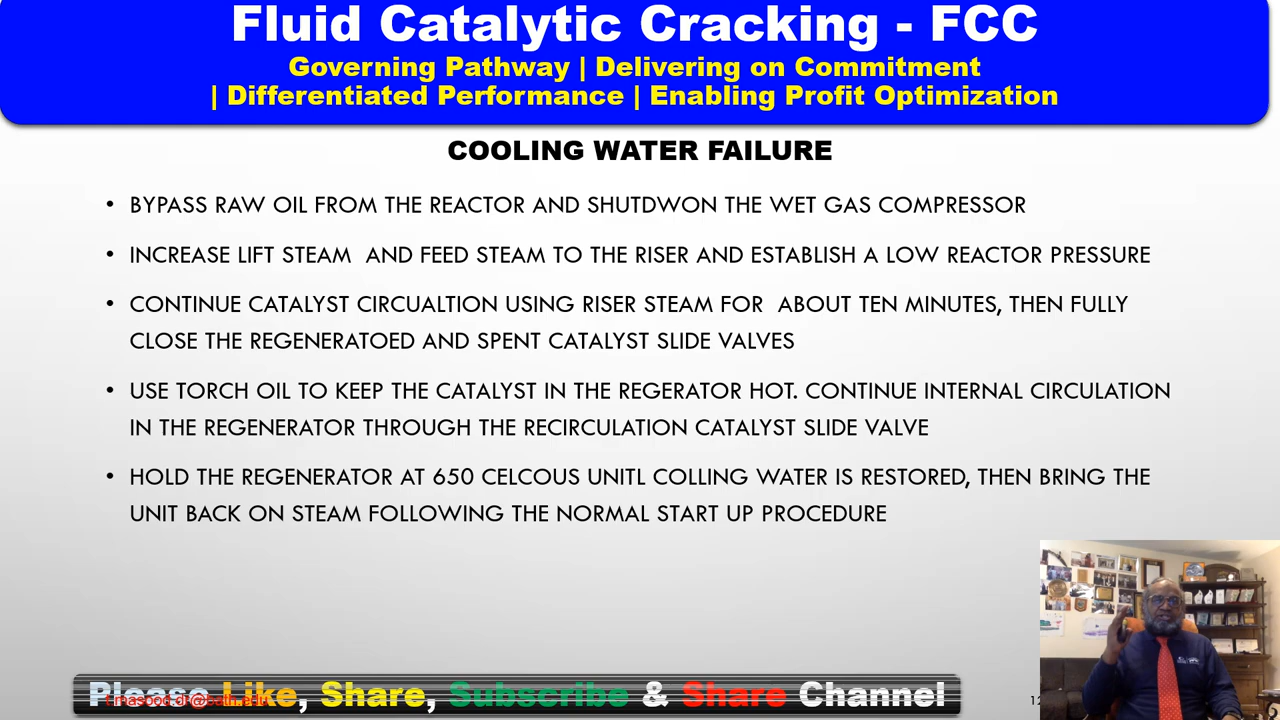 Fluid Catalytic Cracking - FCC
Governing Pathway | Delivering on Commitment
| Differentiated Performance | Enabling Profit Optimization
COOLING WATER FAILURE
• BYPASS RAW OIL FROM THE REACTOR AND SHUTDWON THE WET GAS COMPRESSOR
• INCREASE LIFT STEAM AND FEED STEAM TO THE RISER AND ESTABLISH A LOW REACTOR PRESSURE
• CONTINUE CATALYST CIRCUALTION USING RISER STEAM FOR ABOUT TEN MINUTES, THEN FULLY
CLOSE THE REGENERATOED AND SPENT CATALYST SLIDE VALVES
• USE TORCH OIL TO KEEP THE CATALYST IN THE REGERATOR HOT. CONTINUE INTERNAL CIRCULATION
IN THE REGENERATOR THROUGH THE RECIRCULATION CATALYST SLIDE VALVE
• HOLD THE REGENERATOR AT 650 CELCOUS UNITL COLLING WATER IS RESTORED, THEN BRING THE
UNIT BACK ON STEAM FOLLOWING THE NORMAL START UP PROCEDURE
Please Like, Share, Subscribe & Share Channel